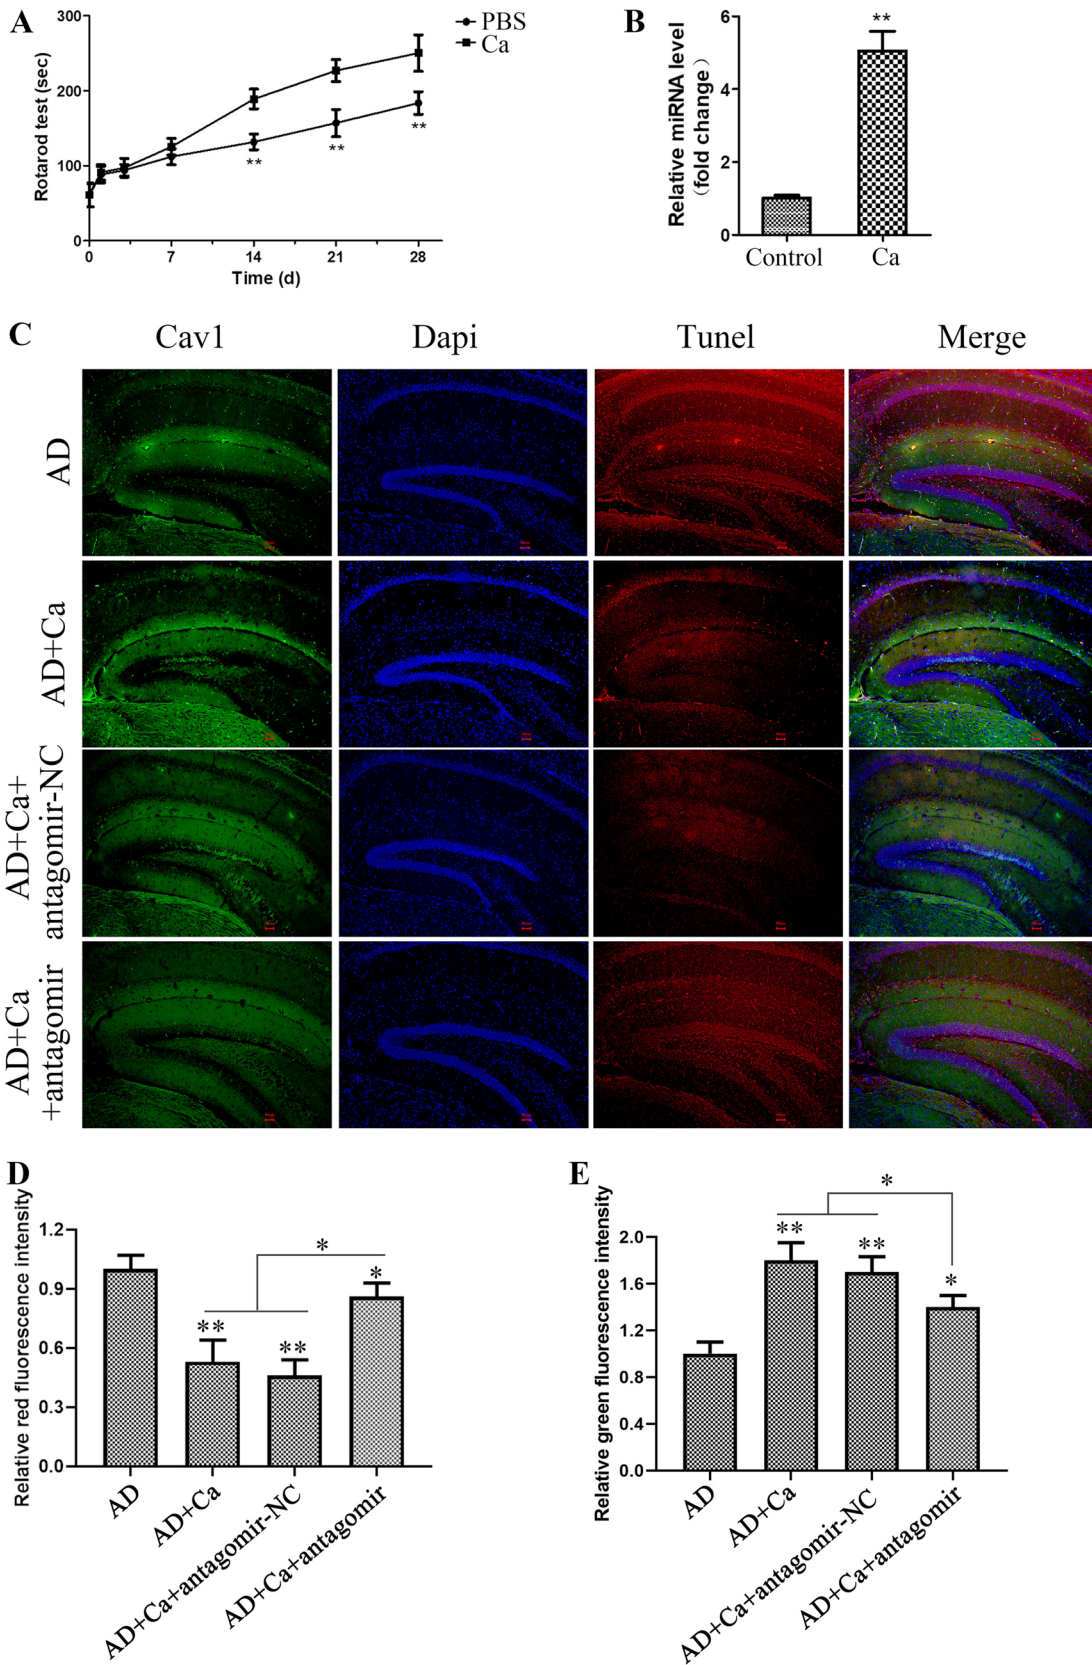 A
PBS
Ca
Rotarod test (sec)
300
200
100
0
**
**
**
0
7
14
21
28
Time (d)
B
Relative miRNA level
(fold change)
6
4
2
0
**
Control
Ca
C
Cav1
Dapi
Tunel
Merge
AD
AD+Ca
AD+Ca+
antagomir-NC
AD+Ca
+antagomir
D
Relative red fluorescence intensity
1.2
0.9
0.6
0.3
0.0
**
**
*
*
AD
AD+Ca
AD+Ca+antagomir-NC
AD+Ca+antagomir
E
Relative green fluorescence intensity
2.0
1.6
1.2
0.8
0.4
0.0
**
**
*
*
AD
AD+Ca
AD+Ca+antagomir-NC
AD+Ca+antagomir